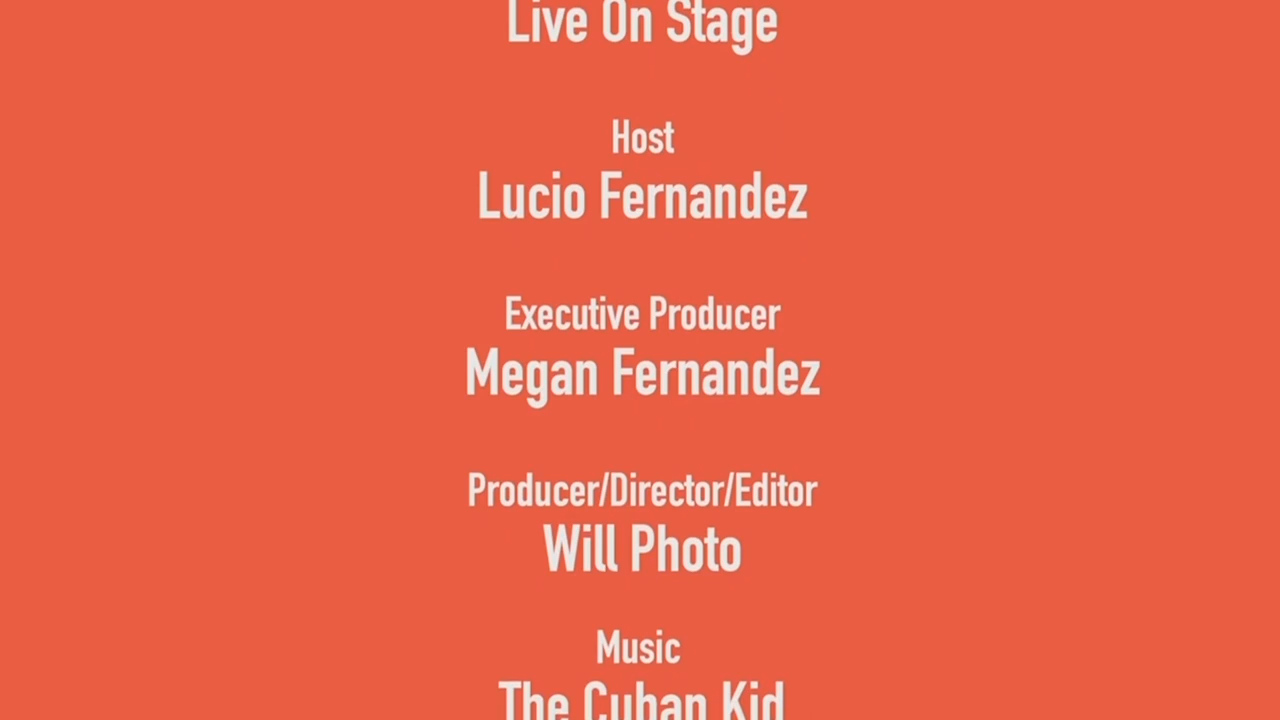 Live On Stage
Host
Lucio Fernandez
Executive Producer
Megan Fernandez
Producer/Director/Editor
Will Photo
Music
The Cuban Kid